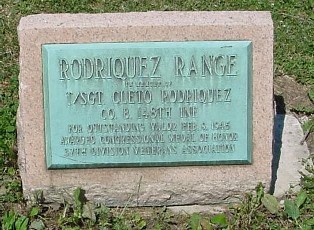 RODRIQUEZ RANGE
T/SGT CLETO RODRIQUEZ
CO. B 148TH INF
FOR OUTSTANDING VALOR FEB. 9, 1945
AWARDED CONGRESSIONAL MEDAL OF HONOR
37TH DIVISION VETERANS ASSOCIATION